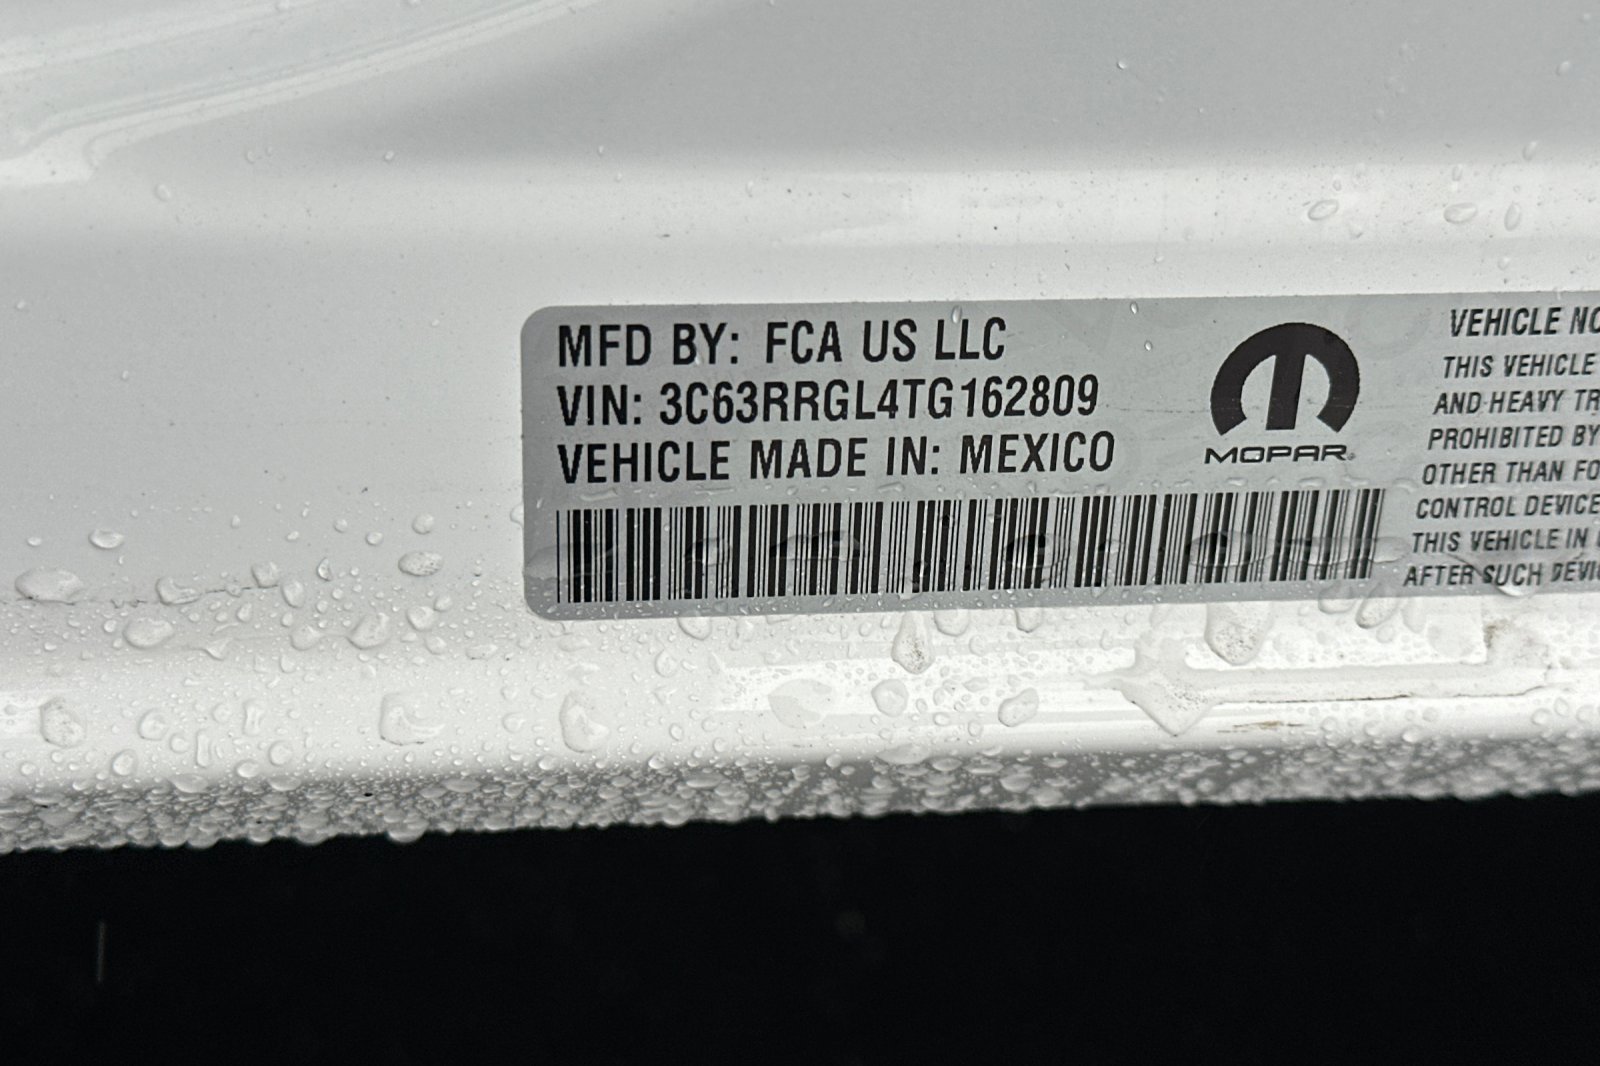 MFD BY: FCA US LLC
VIN: 3C63RRGL4TG162809
VEHICLE MADE IN: MEXICO
MOPAR
VEHICLE
THIS VEHICLE
AND HEAVY
PROHIBITED BY
OTHER THAN
CONTROL
THIS VEHICLE IN
AFTER SUCH